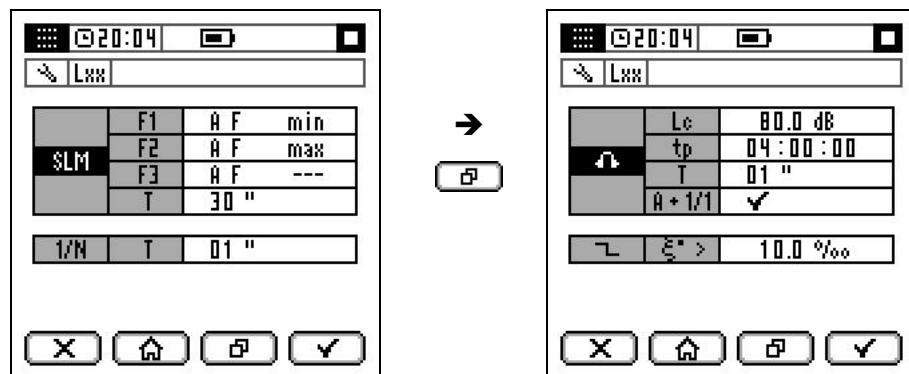 20:04
Lxx
SLM
F1 A F min
F2 A F max
F3 A F ---
T 30 "
1/N T 01 "
20:04
Lxx
Lc 80.0 dB
tp 04:00:00
T 01 "
A + 1/1 ✓
ξ" > 10.0 %oo